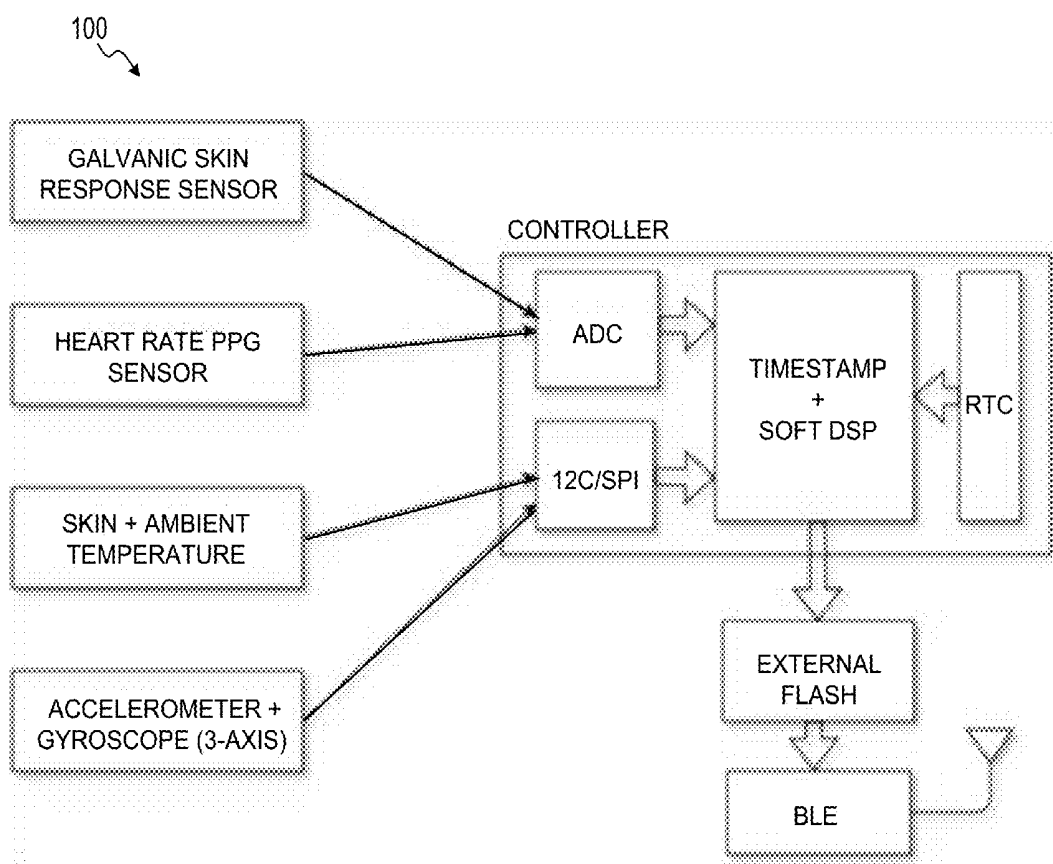 100
GALVANIC SKIN
RESPONSE SENSOR
HEART RATE PPG
SENSOR
SKIN + AMBIENT
TEMPERATURE
ACCELEROMETER +
GYROSCOPE (3-AXIS)
CONTROLLER
ADC
12C/SPI
TIMESTAMP
+
SOFT DSP
RTC
EXTERNAL
FLASH
BLE